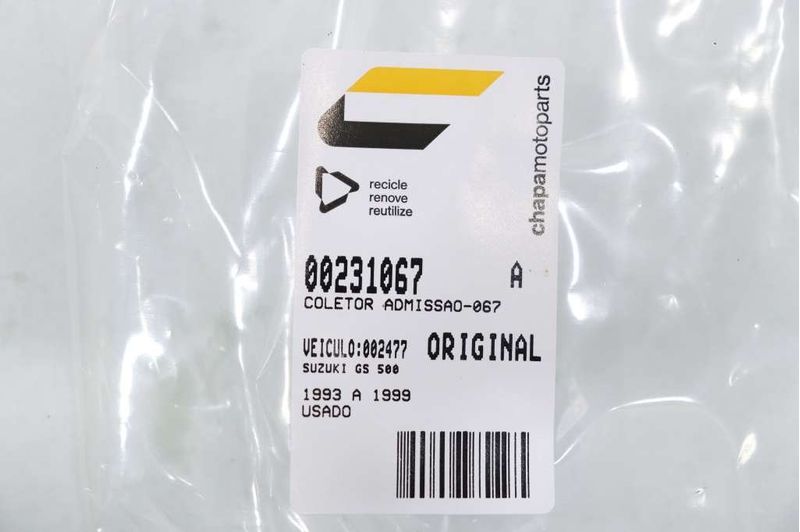 chapamotoparts
recicle
renove
reutilize
00231067 A
COLETOR ADMISSAO-067
VEICULO:002477 ORIGINAL
SUZUKI GS 500
1993 A 1999
USADO